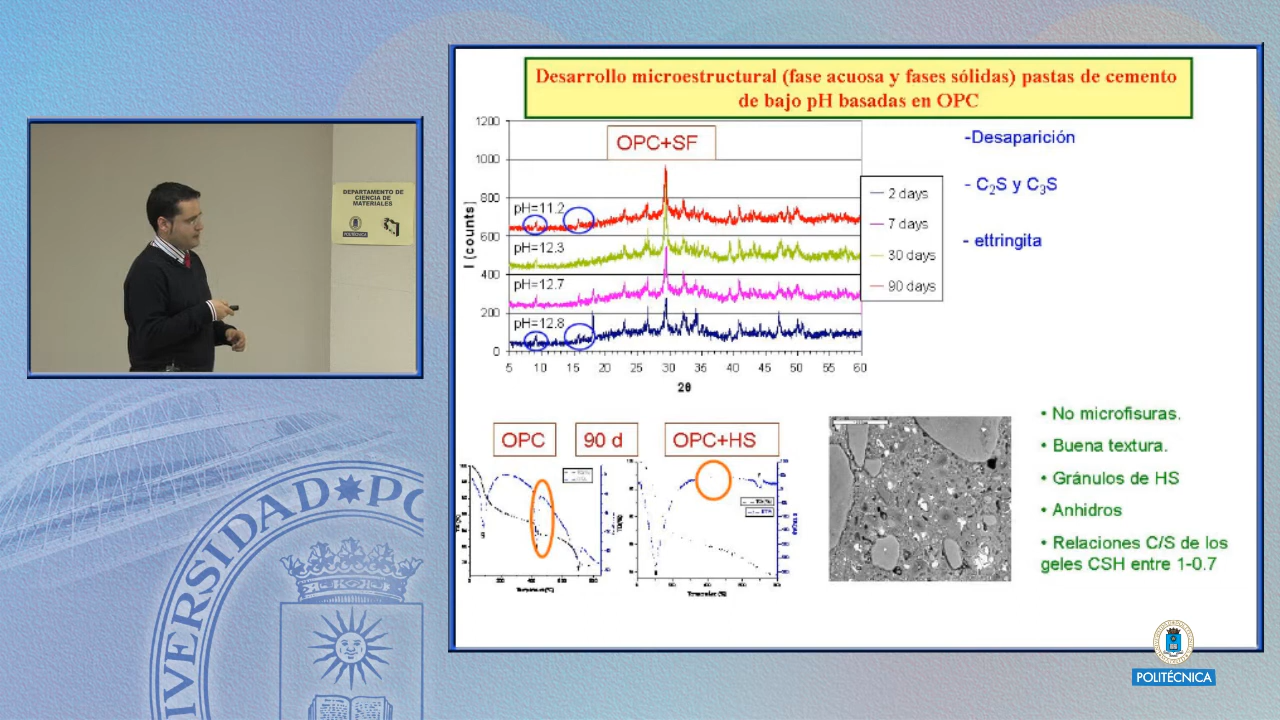 Desarrollo microestructural (fase acuosa y fases sólidas) pastas de cemento
de bajo pH basadas en OPC
DEPARTAMENTO DE
CIENCIA DE
MATERIALES
POLITÉCNICA
I (counts)
1200
1000
800
600
400
200
0
OPC+SF
pH=11.2
pH=12.3
pH=12.7
pH=12.8
5 10 15 20 25 30 35 40 45 50 55 60
2θ
2 days
7 days
30 days
90 days
-Desaparición
- C2S y C3S
- ettringita
OPC
90 d
OPC+HS
• No microfisuras.
• Buena textura.
• Gránulos de HS
• Anhidros
• Relaciones C/S de los
geles CSH entre 1-0.7
IVERSIDAD PO
POLITÉCNICA